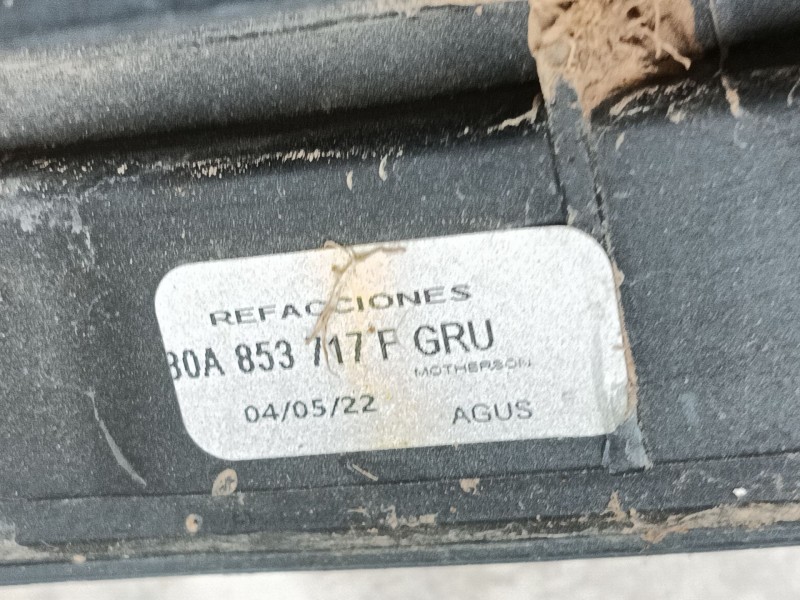 REFACCIONES
80A 853 717 F GRU
MOTHERSON
04/05/22 AGUS